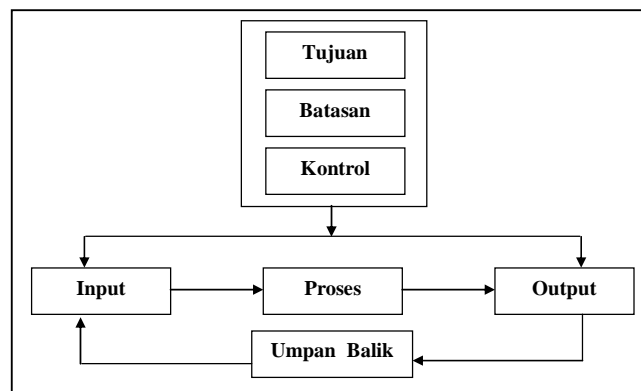 Tujuan
Batasan
Kontrol
Input
Proses
Output
Umpan Balik